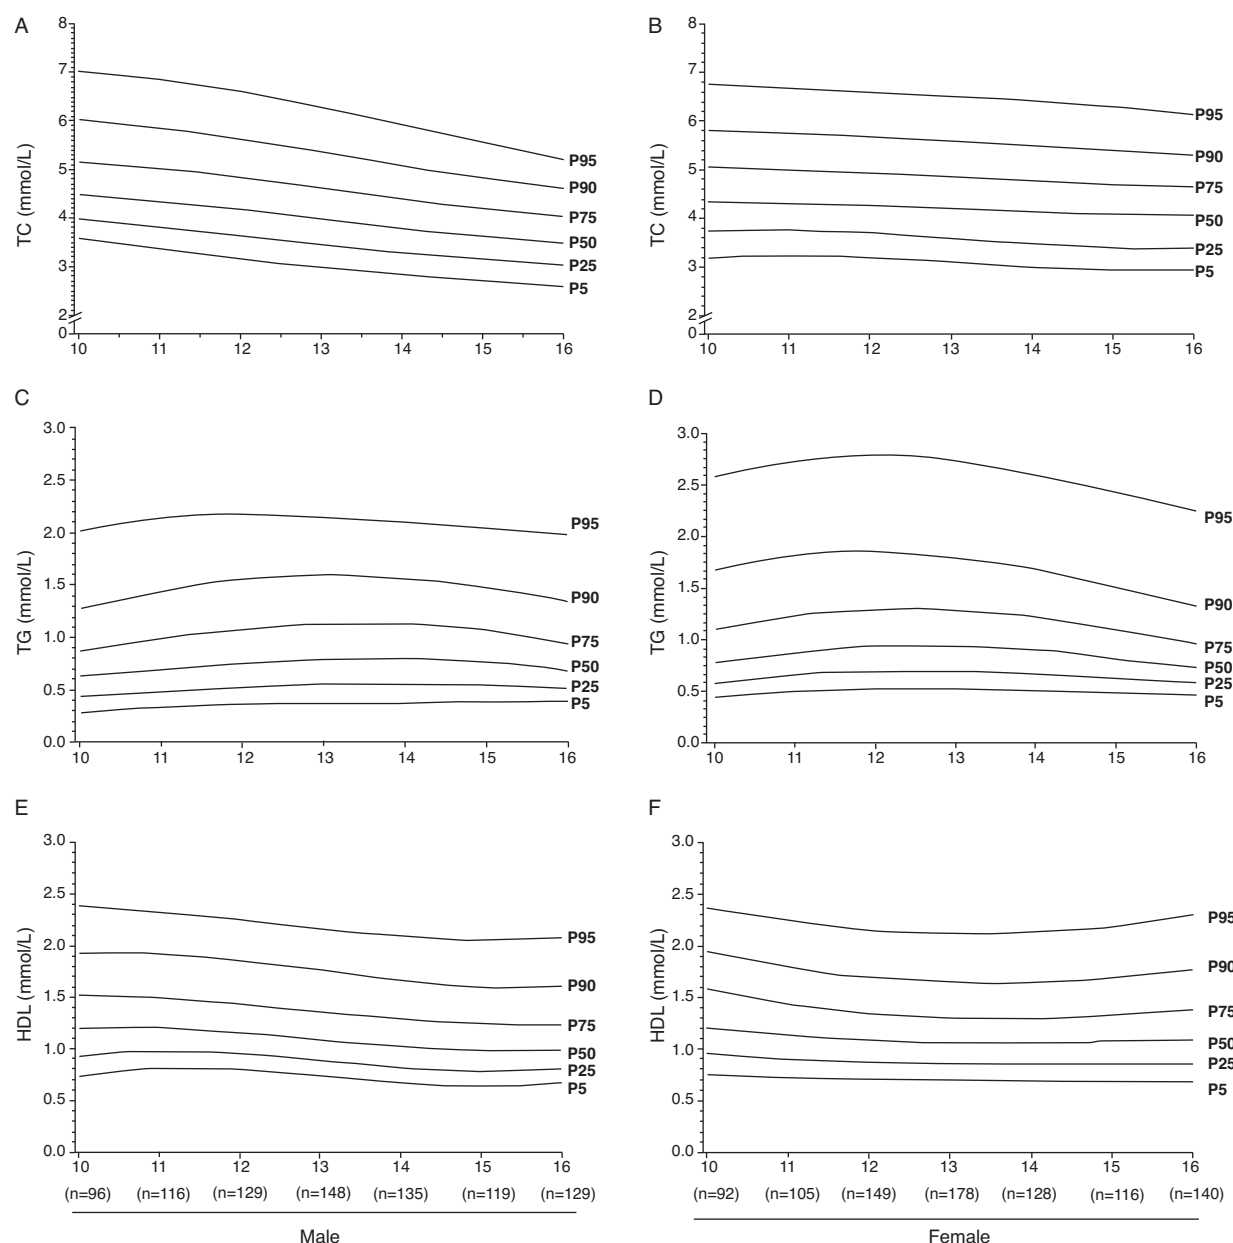 A
8
7
6
5
4
3
2
0
TC (mmol/L)
P95
P90
P75
P50
P25
P5
10 11 12 13 14 15 16
B
8
7
6
5
4
3
2
0
TC (mmol/L)
P95
P90
P75
P50
P25
P5
10 11 12 13 14 15 16
C
3.0
2.5
2.0
1.5
1.0
0.5
0.0
TG (mmol/L)
P95
P90
P75
P50
P25
P5
10 11 12 13 14 15 16
D
3.0
2.5
2.0
1.5
1.0
0.5
0.0
TG (mmol/L)
P95
P90
P75
P50
P25
P5
10 11 12 13 14 15 16
E
3.0
2.5
2.0
1.5
1.0
0.5
0.0
HDL (mmol/L)
P95
P90
P75
P50
P25
P5
10 11 12 13 14 15 16
(n=96) (n=116) (n=129) (n=148) (n=135) (n=119) (n=129)
Male
F
3.0
2.5
2.0
1.5
1.0
0.5
0.0
HDL (mmol/L)
P95
P90
P75
P50
P25
P5
10 11 12 13 14 15 16
(n=92) (n=105) (n=149) (n=178) (n=128) (n=116) (n=140)
Female